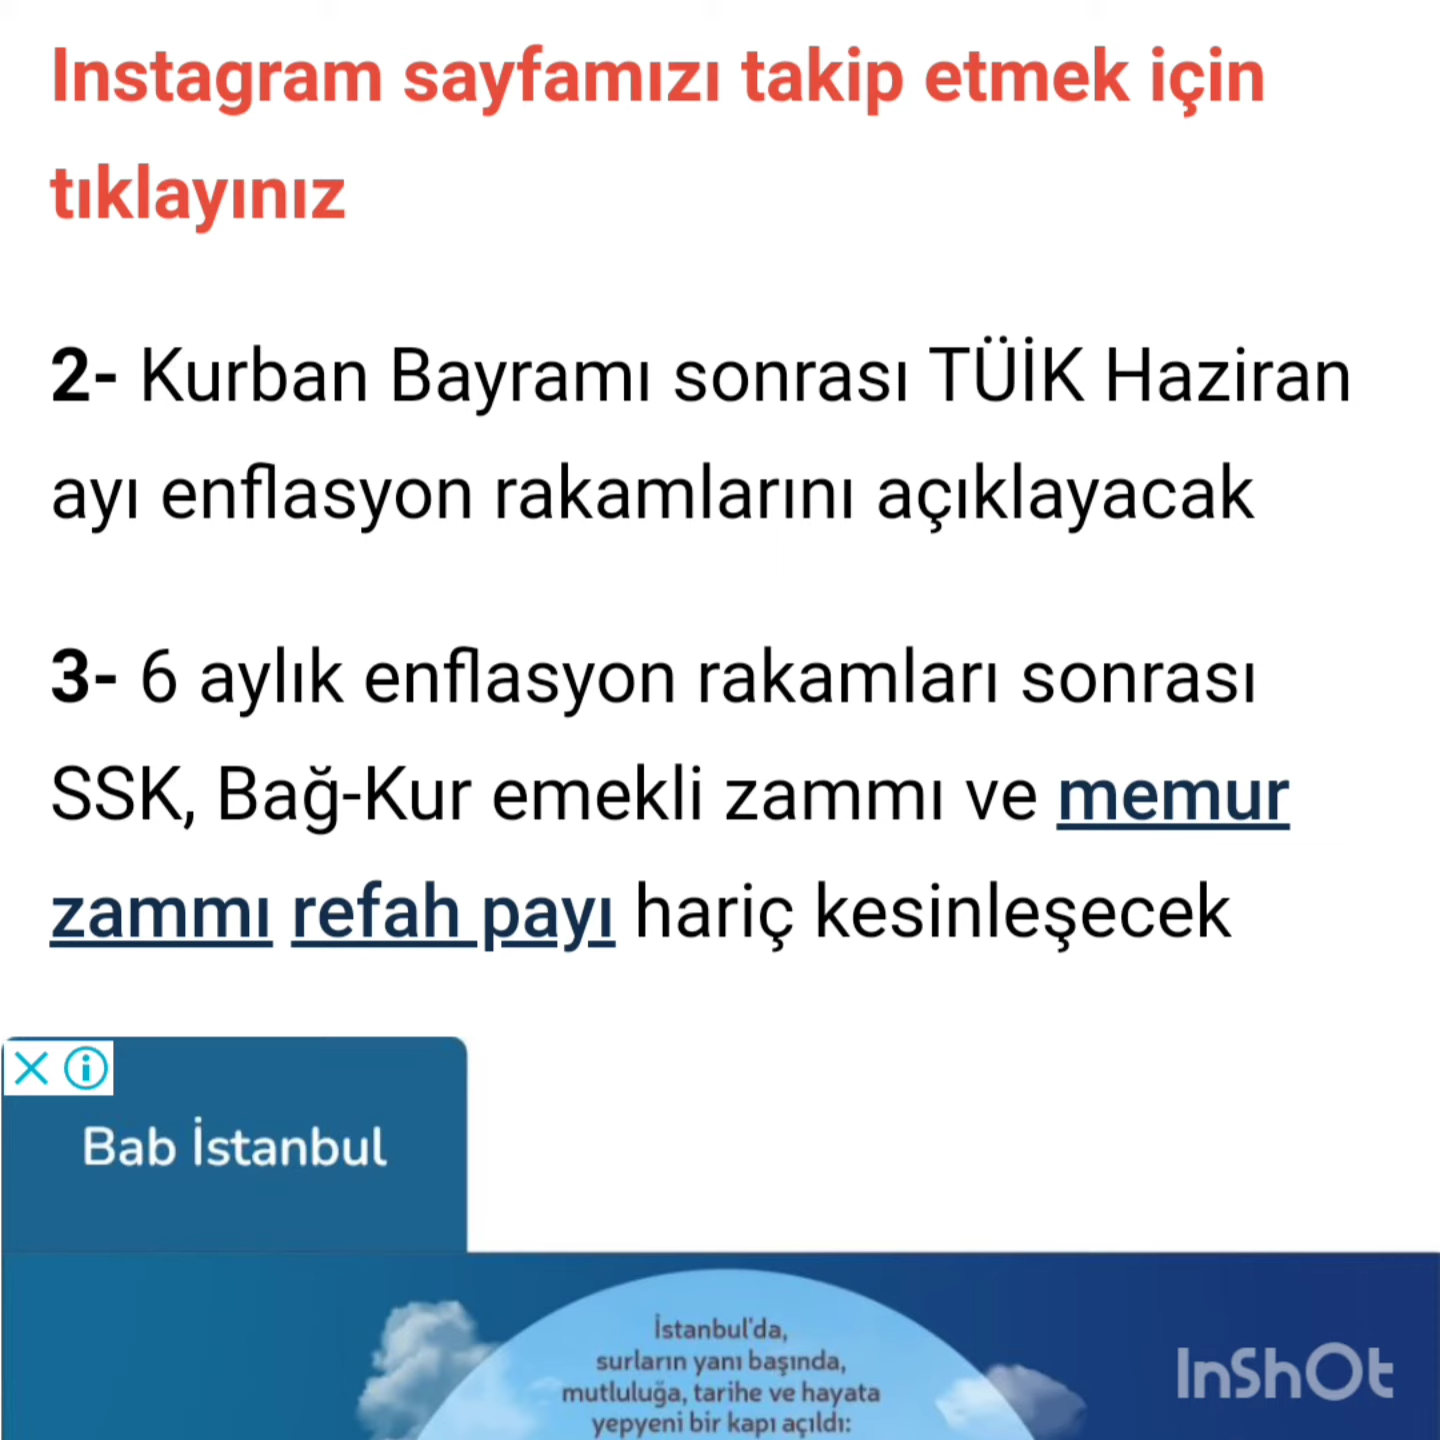 Instagram sayfamızı takip etmek için
tıklayınız
2- Kurban Bayramı sonrası TÜİK Haziran
ayı enflasyon rakamlarını açıklayacak
3- 6 aylık enflasyon rakamları sonrası
SSK, Bağ-Kur emekli zammı ve memur
zammı refah payı hariç kesinleşecek
Bab İstanbul
İstanbul'da,
surların yanı başında,
mutluluğa, tarihe ve hayata
yepyeni bir kapı açıldı:
InShOt